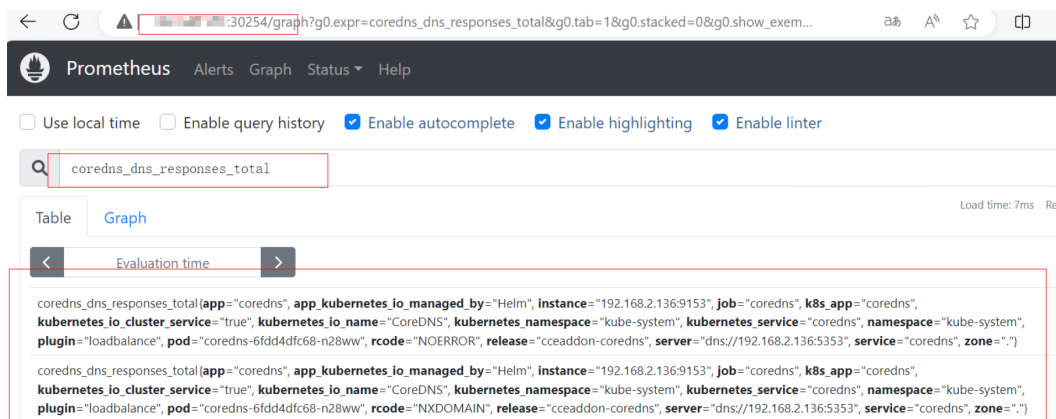 :30254/graph?g0.expr=coredns_dns_responses_total&g0.tab=1&g0.stacked=0&g0.show_exem...
Prometheus Alerts Graph Status Help
Use local time Enable query history Enable autocomplete Enable highlighting Enable linter
coredns_dns_responses_total
Load time: 7ms Re
Table Graph
Evaluation time
coredns_dns_responses_total{app="coredns", app_kubernetes_io_managed_by="Helm", instance="192.168.2.136:9153", job="coredns", k8s_app="coredns",
kubernetes_io_cluster_service="true", kubernetes_io_name="CoreDNS", kubernetes_namespace="kube-system", kubernetes_service="coredns", namespace="kube-system",
plugin="loadbalance", pod="coredns-6fdd4dfc68-n28ww", rcode="NOERROR", release="cceaddon-coredns", server="dns://192.168.2.136:5353", service="coredns", zone="."}
coredns_dns_responses_total{app="coredns", app_kubernetes_io_managed_by="Helm", instance="192.168.2.136:9153", job="coredns", k8s_app="coredns",
kubernetes_io_cluster_service="true", kubernetes_io_name="CoreDNS", kubernetes_namespace="kube-system", kubernetes_service="coredns", namespace="kube-system",
plugin="loadbalance", pod="coredns-6fdd4dfc68-n28ww", rcode="NXDOMAIN", release="cceaddon-coredns", server="dns://192.168.2.136:5353", service="coredns", zone="."}